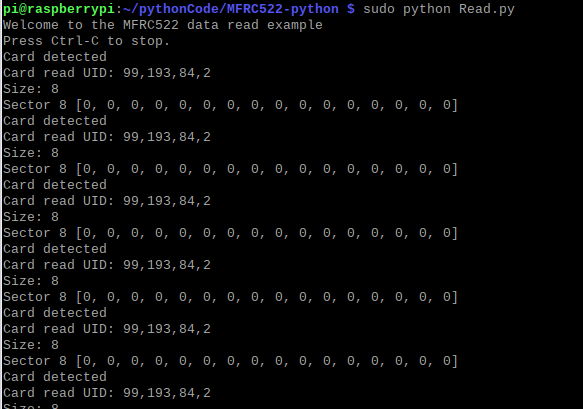 pi@raspberrypi:~/pythonCode/MFRC522-python $ sudo python Read.py
Welcome to the MFRC522 data read example
Press Ctrl-C to stop.
Card detected
Card read UID: 99,193,84,2
Size: 8
Sector 8 [0, 0, 0, 0, 0, 0, 0, 0, 0, 0, 0, 0, 0, 0, 0, 0]
Card detected
Card read UID: 99,193,84,2
Size: 8
Sector 8 [0, 0, 0, 0, 0, 0, 0, 0, 0, 0, 0, 0, 0, 0, 0, 0]
Card detected
Card read UID: 99,193,84,2
Size: 8
Sector 8 [0, 0, 0, 0, 0, 0, 0, 0, 0, 0, 0, 0, 0, 0, 0, 0]
Card detected
Card read UID: 99,193,84,2
Size: 8
Sector 8 [0, 0, 0, 0, 0, 0, 0, 0, 0, 0, 0, 0, 0, 0, 0, 0]
Card detected
Card read UID: 99,193,84,2
Size: 8
Sector 8 [0, 0, 0, 0, 0, 0, 0, 0, 0, 0, 0, 0, 0, 0, 0, 0]
Card detected
Card read UID: 99,193,84,2
Size: 8